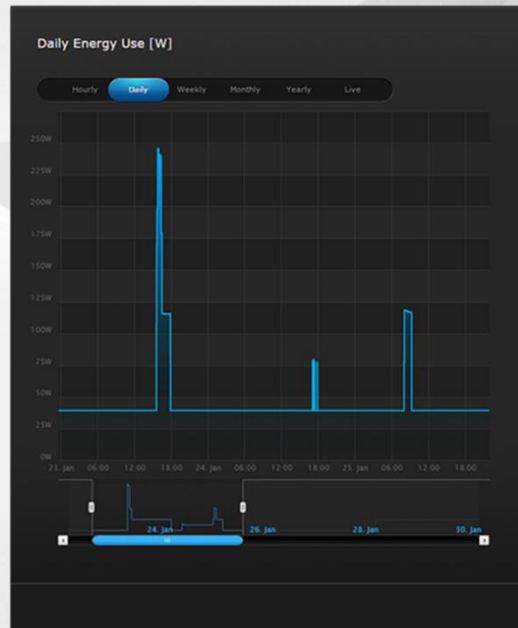 Daily Energy Use [W]
Hourly Daily Weekly Monthly Yearly Live
250W
225W
200W
175W
150W
125W
100W
75W
50W
25W
0W
23. Jan 06:00 12:00 18:00 24. Jan 06:00 12:00 18:00 25. Jan 06:00 12:00 18:00
24. Jan 26. Jan 28. Jan 30. Jan